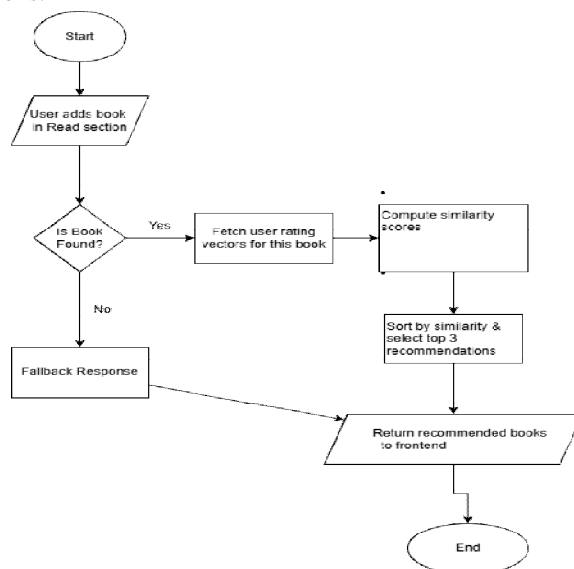 Start
User adds book
in Read section
Is Book
Found?
Yes
Fetch user rating
vectors for this book
Compute similarity
scores
No
Sort by similarity &
select top 3
recommendations
Fallback Response
Return recommended books
to frontend
End